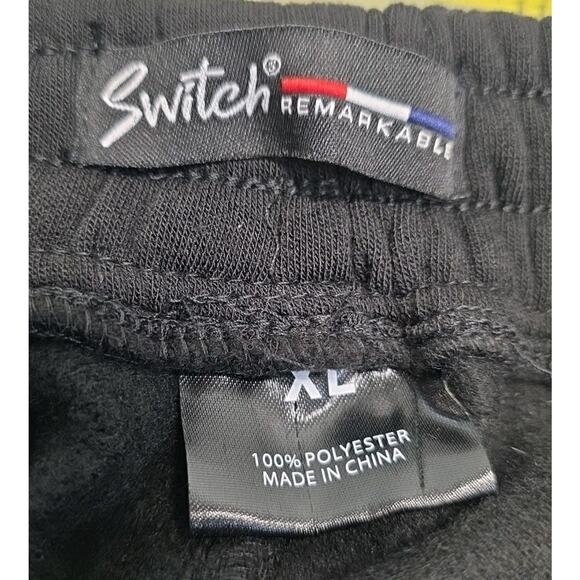 Switch®
REMARKABLE
XL
100% POLYESTER
MADE IN CHINA